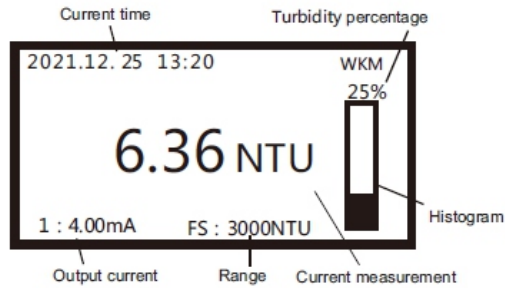 Current time
Turbidity percentage
2021.12.25 13:20
WKM
25%
6.36 NTU
1 : 4.00mA
FS : 3000NTU
Histogram
Output current
Range
Current measurement